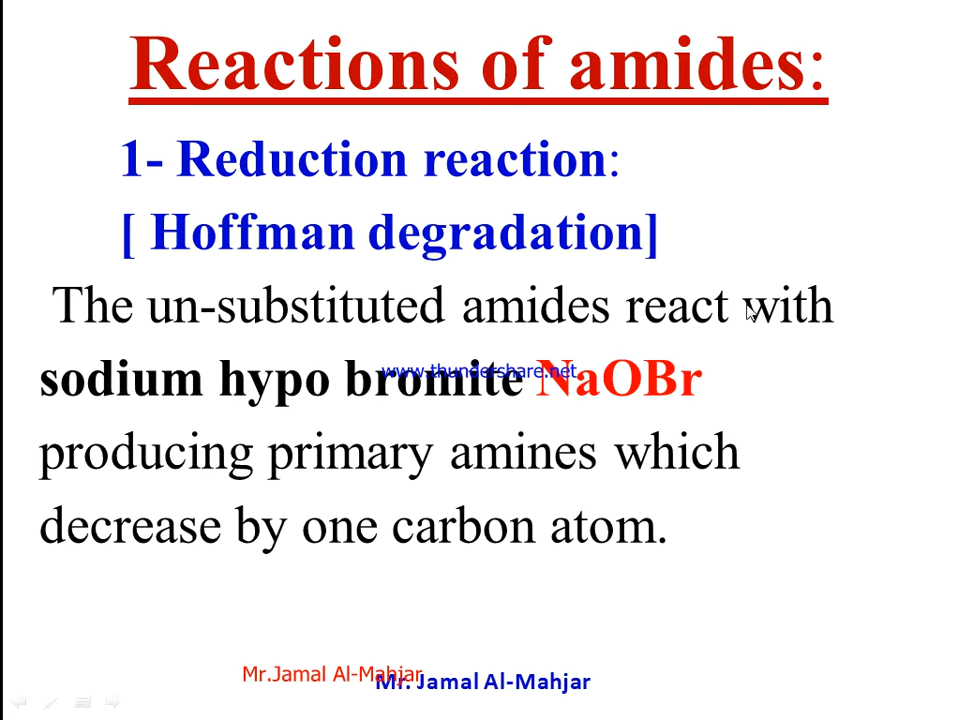 Reactions of amides:
1- Reduction reaction:
[ Hoffman degradation]
The un-substituted amides react with
sodium hypo bromite NaOBr
www.thundershare.net
producing primary amines which
decrease by one carbon atom.
Mr.Jamal Al-Mahjar
Mr. Jamal Al-Mahjar